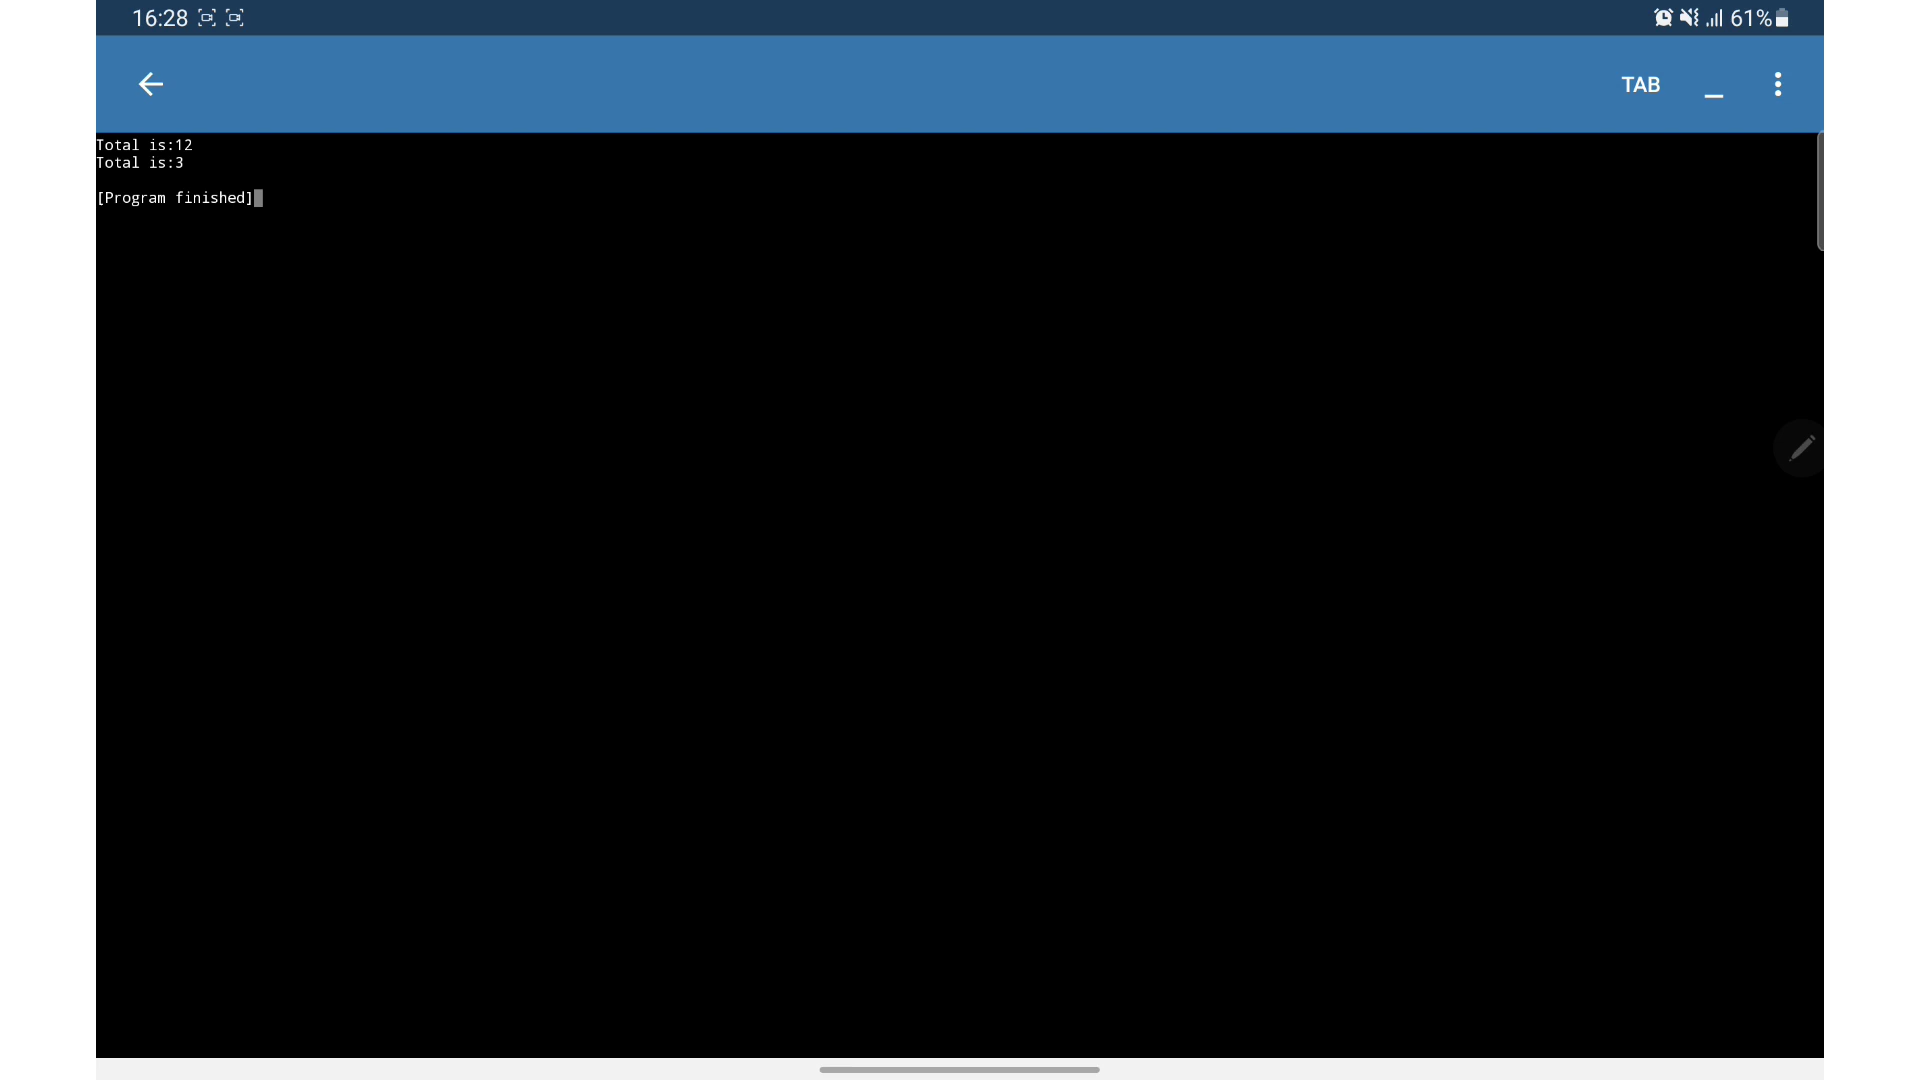 16:28 61%
TAB
Total is:12
Total is:3
[Program finished]